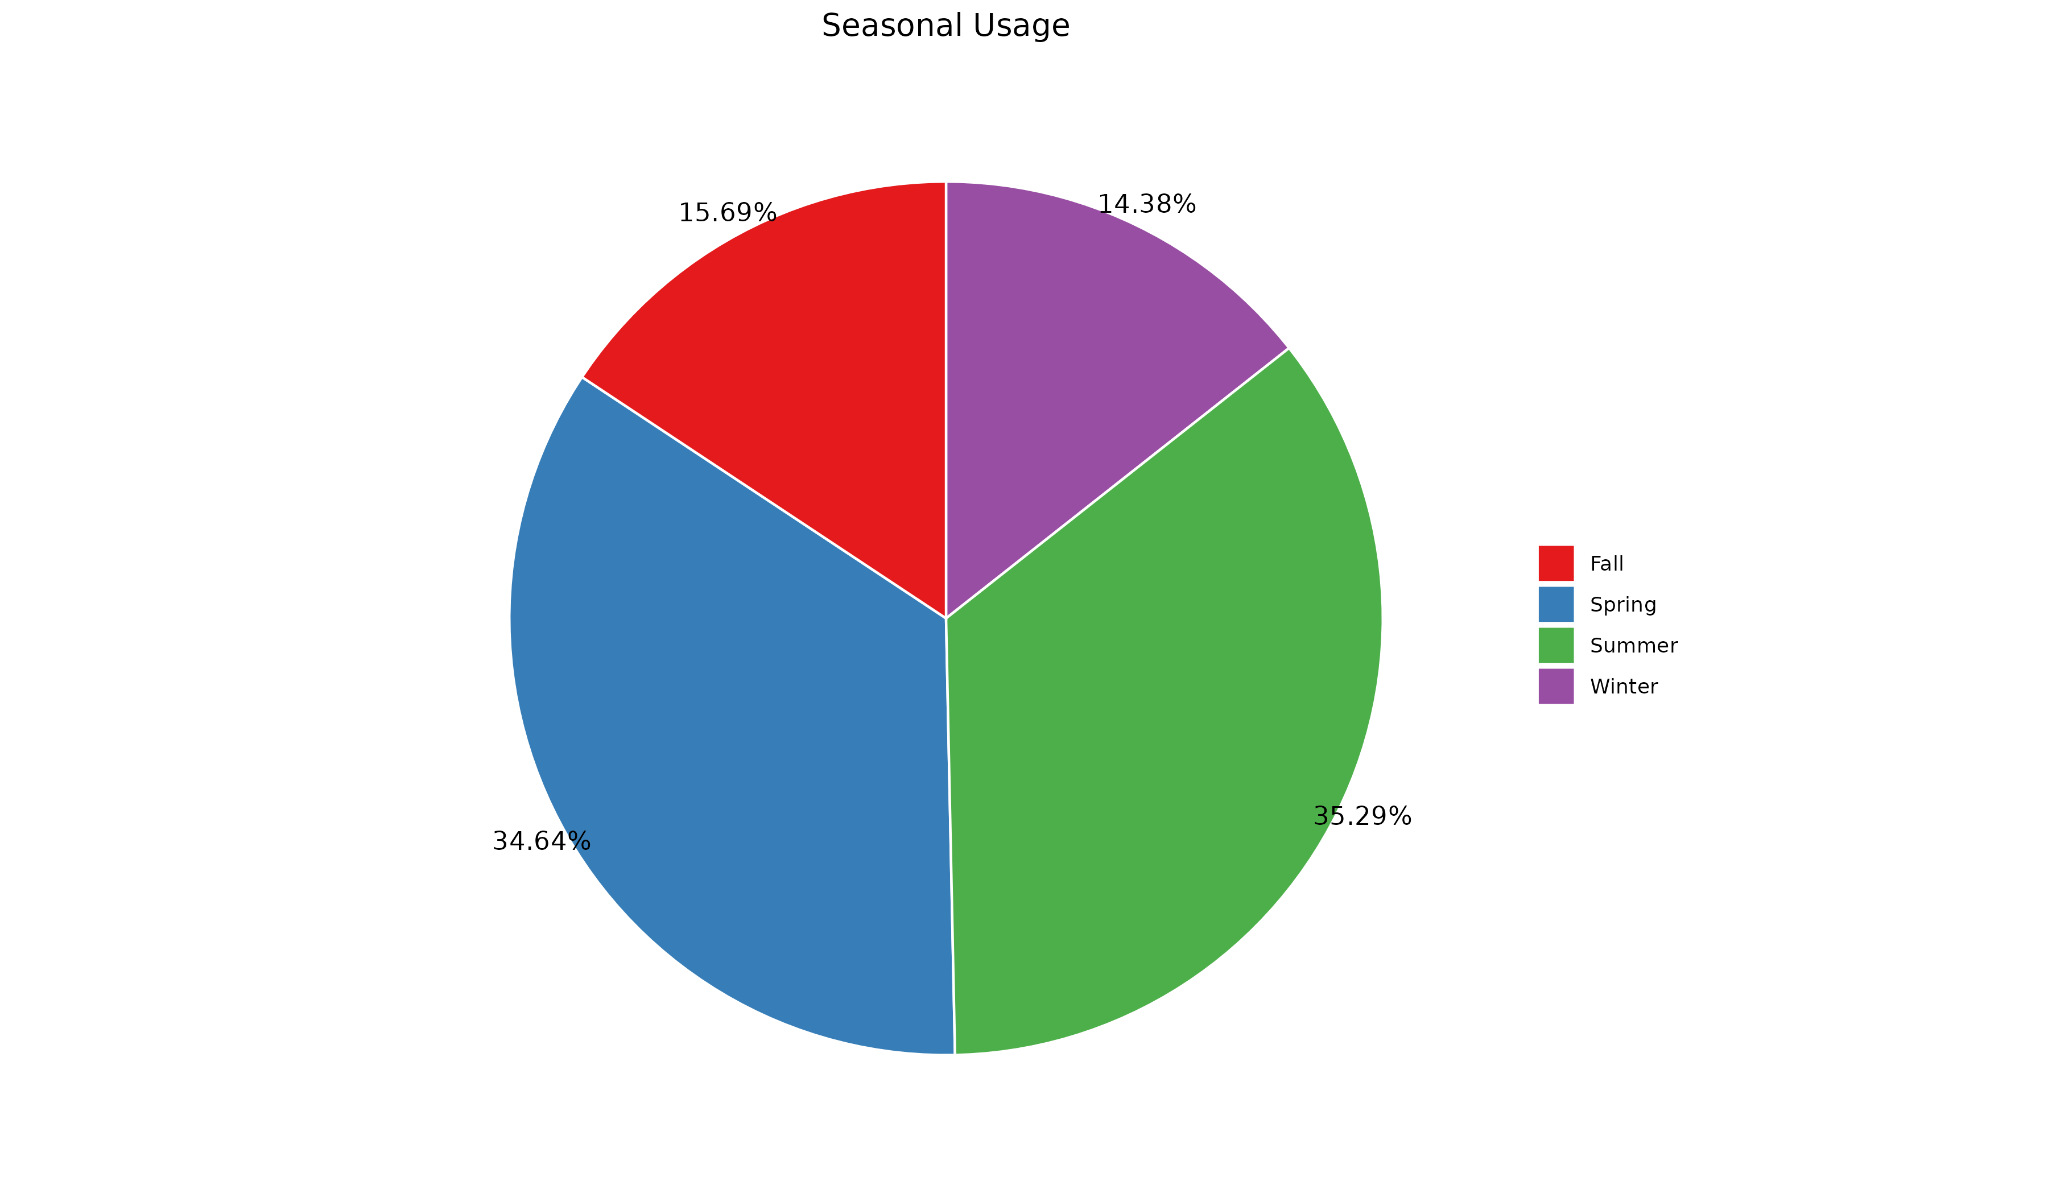 Seasonal Usage
14.38%
15.69%
Fall
Spring
Summer
Winter
35.29%
34.64%